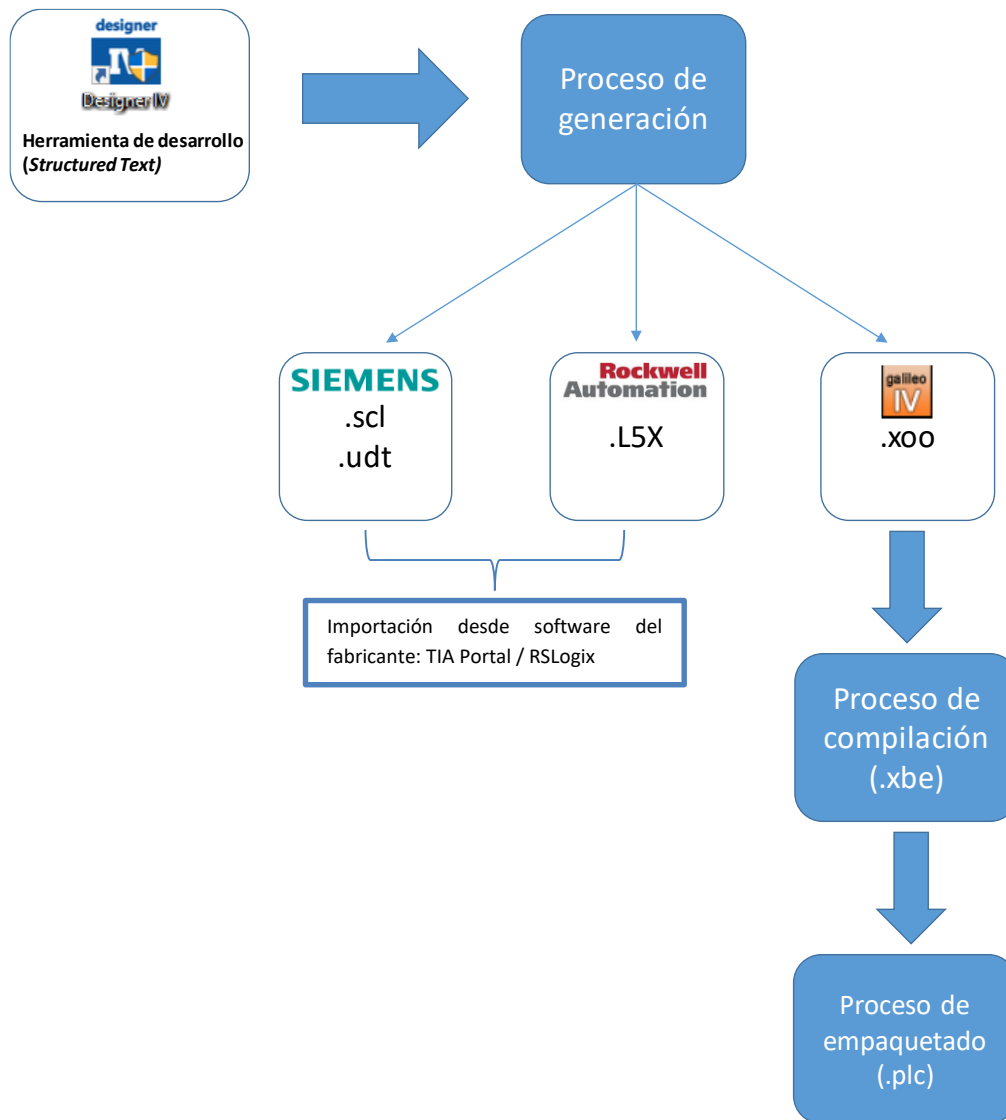 designer
Designer IV
Herramienta de desarrollo
(Structured Text)
Proceso de
generación
SIEMENS
.scl
.udt
Rockwell
Automation
.L5X
galileo
IV
.xoo
Importación desde software del
fabricante: TIA Portal / RSLogix
Proceso de
compilación
(.xbe)
Proceso de
empaquetado
(.plc)